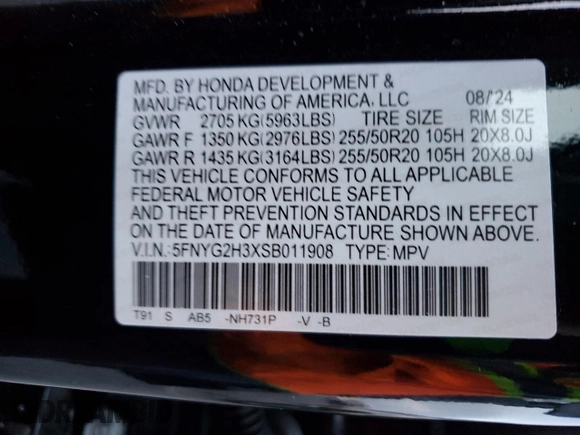 MFD. BY HONDA DEVELOPMENT &
MANUFACTURING OF AMERICA, LLC 08/'24
GVWR 2705 KG(5963LBS) TIRE SIZE RIM SIZE
GAWR F 1350 KG(2976LBS) 255/50R20 105H 20X8.0J
GAWR R 1435 KG(3164LBS) 255/50R20 105H 20X8.0J
THIS VEHICLE CONFORMS TO ALL APPLICABLE
FEDERAL MOTOR VEHICLE SAFETY
AND THEFT PREVENTION STANDARDS IN EFFECT
ON THE DATE OF MANUFACTURE SHOWN ABOVE.
V.I.N.:5FNYG2H3XSB011908 TYPE:MPV
T91 S AB5 -NH731P -V -B